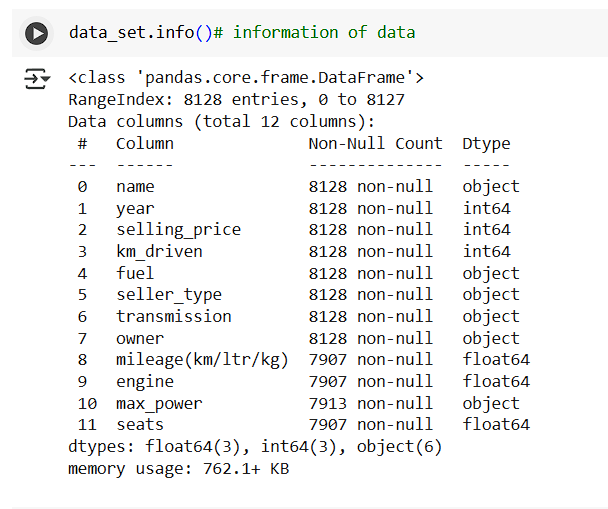 data_set.info()# information of data
<class 'pandas.core.frame.DataFrame'>
RangeIndex: 8128 entries, 0 to 8127
Data columns (total 12 columns):
 #   Column              Non-Null Count  Dtype
---  ------              --------------  -----
 0   name                8128 non-null   object
 1   year                8128 non-null   int64
 2   selling_price       8128 non-null   int64
 3   km_driven           8128 non-null   int64
 4   fuel                8128 non-null   object
 5   seller_type         8128 non-null   object
 6   transmission        8128 non-null   object
 7   owner               8128 non-null   object
 8   mileage(km/ltr/kg)  7907 non-null   float64
 9   engine              7907 non-null   float64
 10  max_power           7913 non-null   object
 11  seats               7907 non-null   float64
dtypes: float64(3), int64(3), object(6)
memory usage: 762.1+ KB